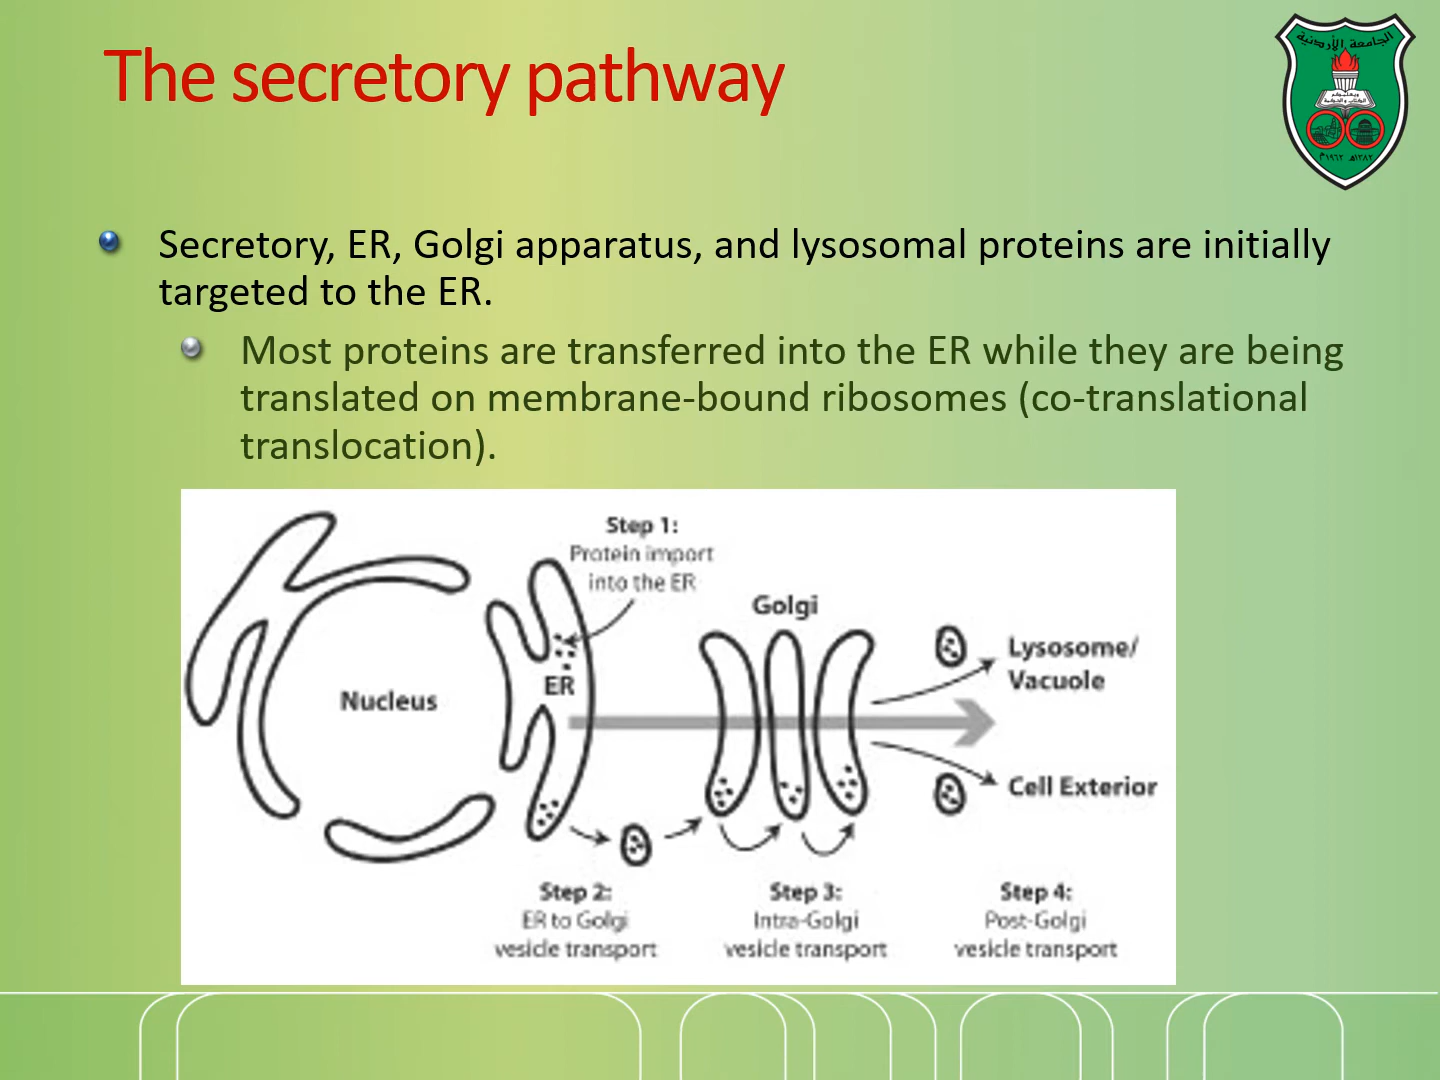 The secretory pathway
الجامعة الأردنية
Secretory, ER, Golgi apparatus, and lysosomal proteins are initially
targeted to the ER.
Most proteins are transferred into the ER while they are being
translated on membrane-bound ribosomes (co-translational
translocation).
Step 1:
Protein import
into the ER
Golgi
Lysosome/
Vacuole
ER
Nucleus
Cell Exterior
Step 2:
ER to Golgi
vesicle transport
Step 3:
Intra-Golgi
vesicle transport
Step 4:
Post-Golgi
vesicle transport